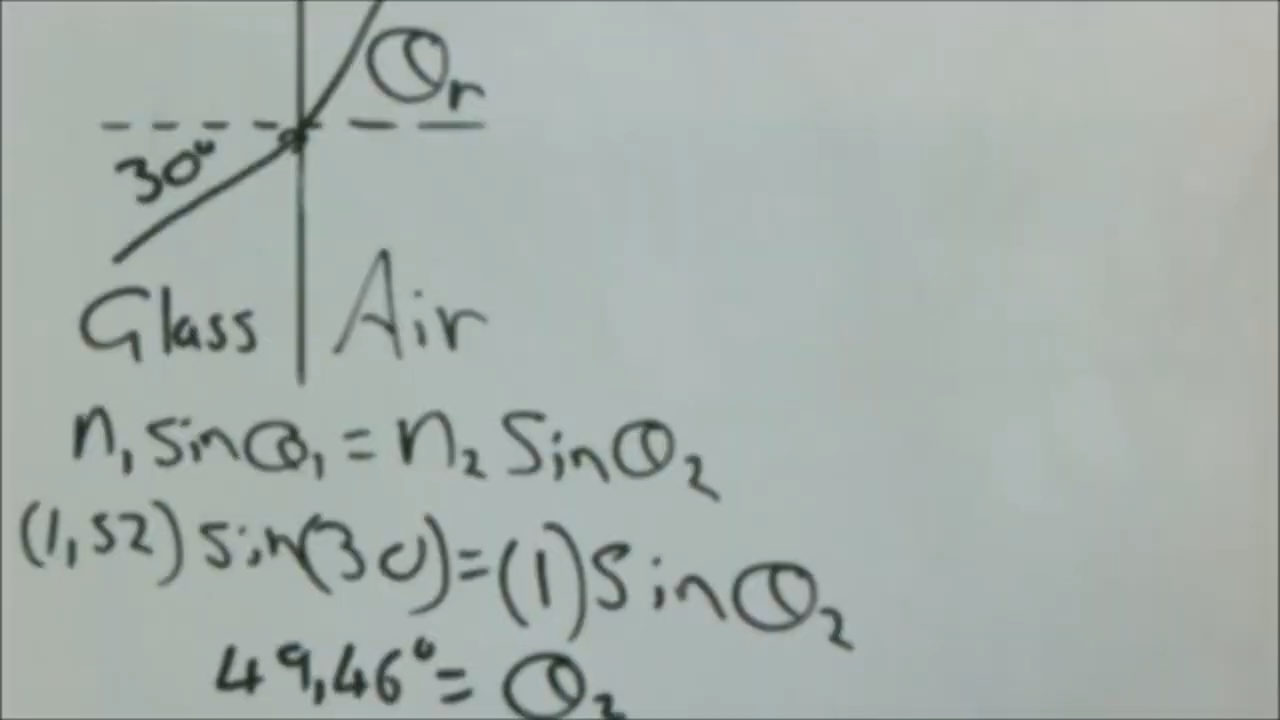 θr
30°
Glass Air
n₁ sinθ₁ = n₂ Sinθ₂
(1,52) sin(30) = (1) Sinθ₂
49,46° = θ₂